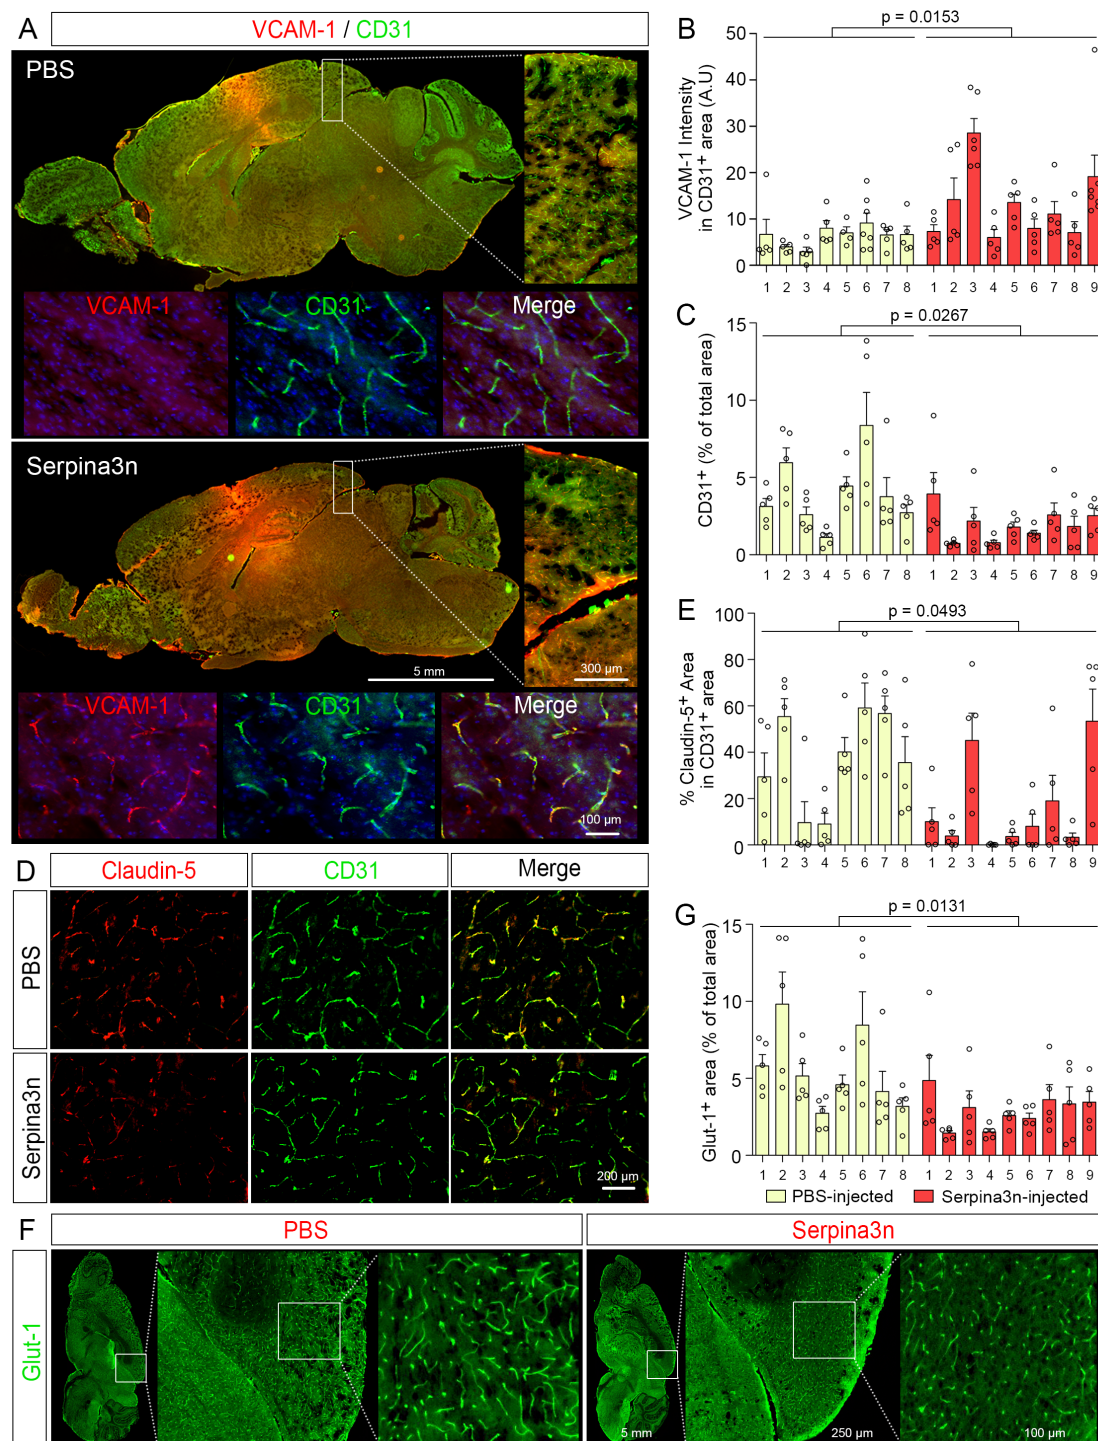 A
VCAM-1 / CD31
PBS
VCAM-1
CD31
Merge
Serpina3n
5 mm
300 µm
VCAM-1
CD31
Merge
100 µm
B
p = 0.0153
VCAM-1 Intensity
in CD31⁺ area (A.U)
50
40
30
20
10
0
1 2 3 4 5 6 7 8 1 2 3 4 5 6 7 8 9
C
p = 0.0267
CD31⁺ (% of total area)
15
10
5
0
1 2 3 4 5 6 7 8 1 2 3 4 5 6 7 8 9
D
Claudin-5
CD31
Merge
PBS
Serpina3n
200 µm
E
p = 0.0493
% Claudin-5⁺ Area
in CD31⁺ area
100
80
60
40
20
0
1 2 3 4 5 6 7 8 1 2 3 4 5 6 7 8 9
G
p = 0.0131
Glut-1⁺ area (% of total area)
15
10
5
0
1 2 3 4 5 6 7 8 1 2 3 4 5 6 7 8 9
PBS-injected
Serpina3n-injected
F
PBS
Serpina3n
Glut-1
5 mm
250 µm
100 µm